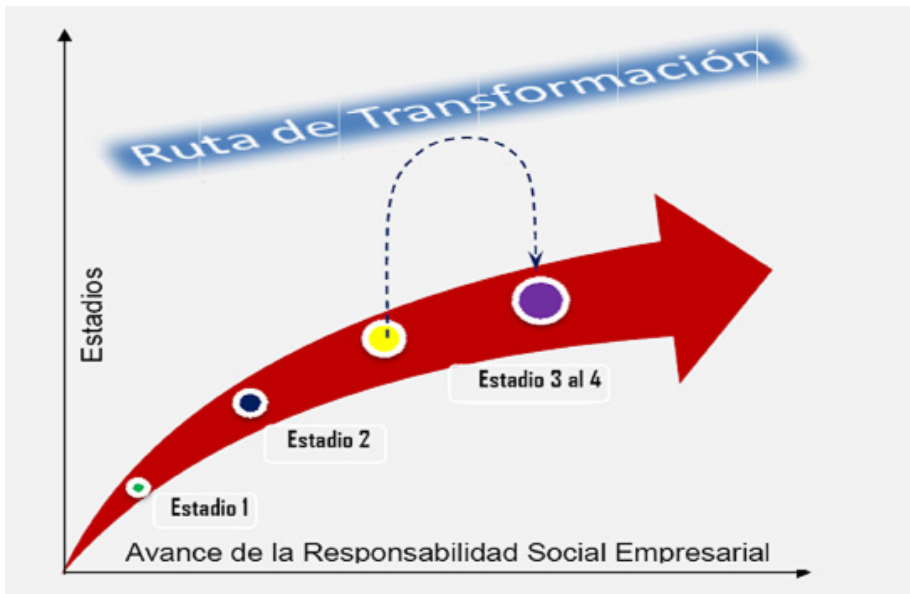 Ruta de Transformación
Estadios
Estadio 3 al 4
Estadio 2
Estadio 1
Avance de la Responsabilidad Social Empresarial